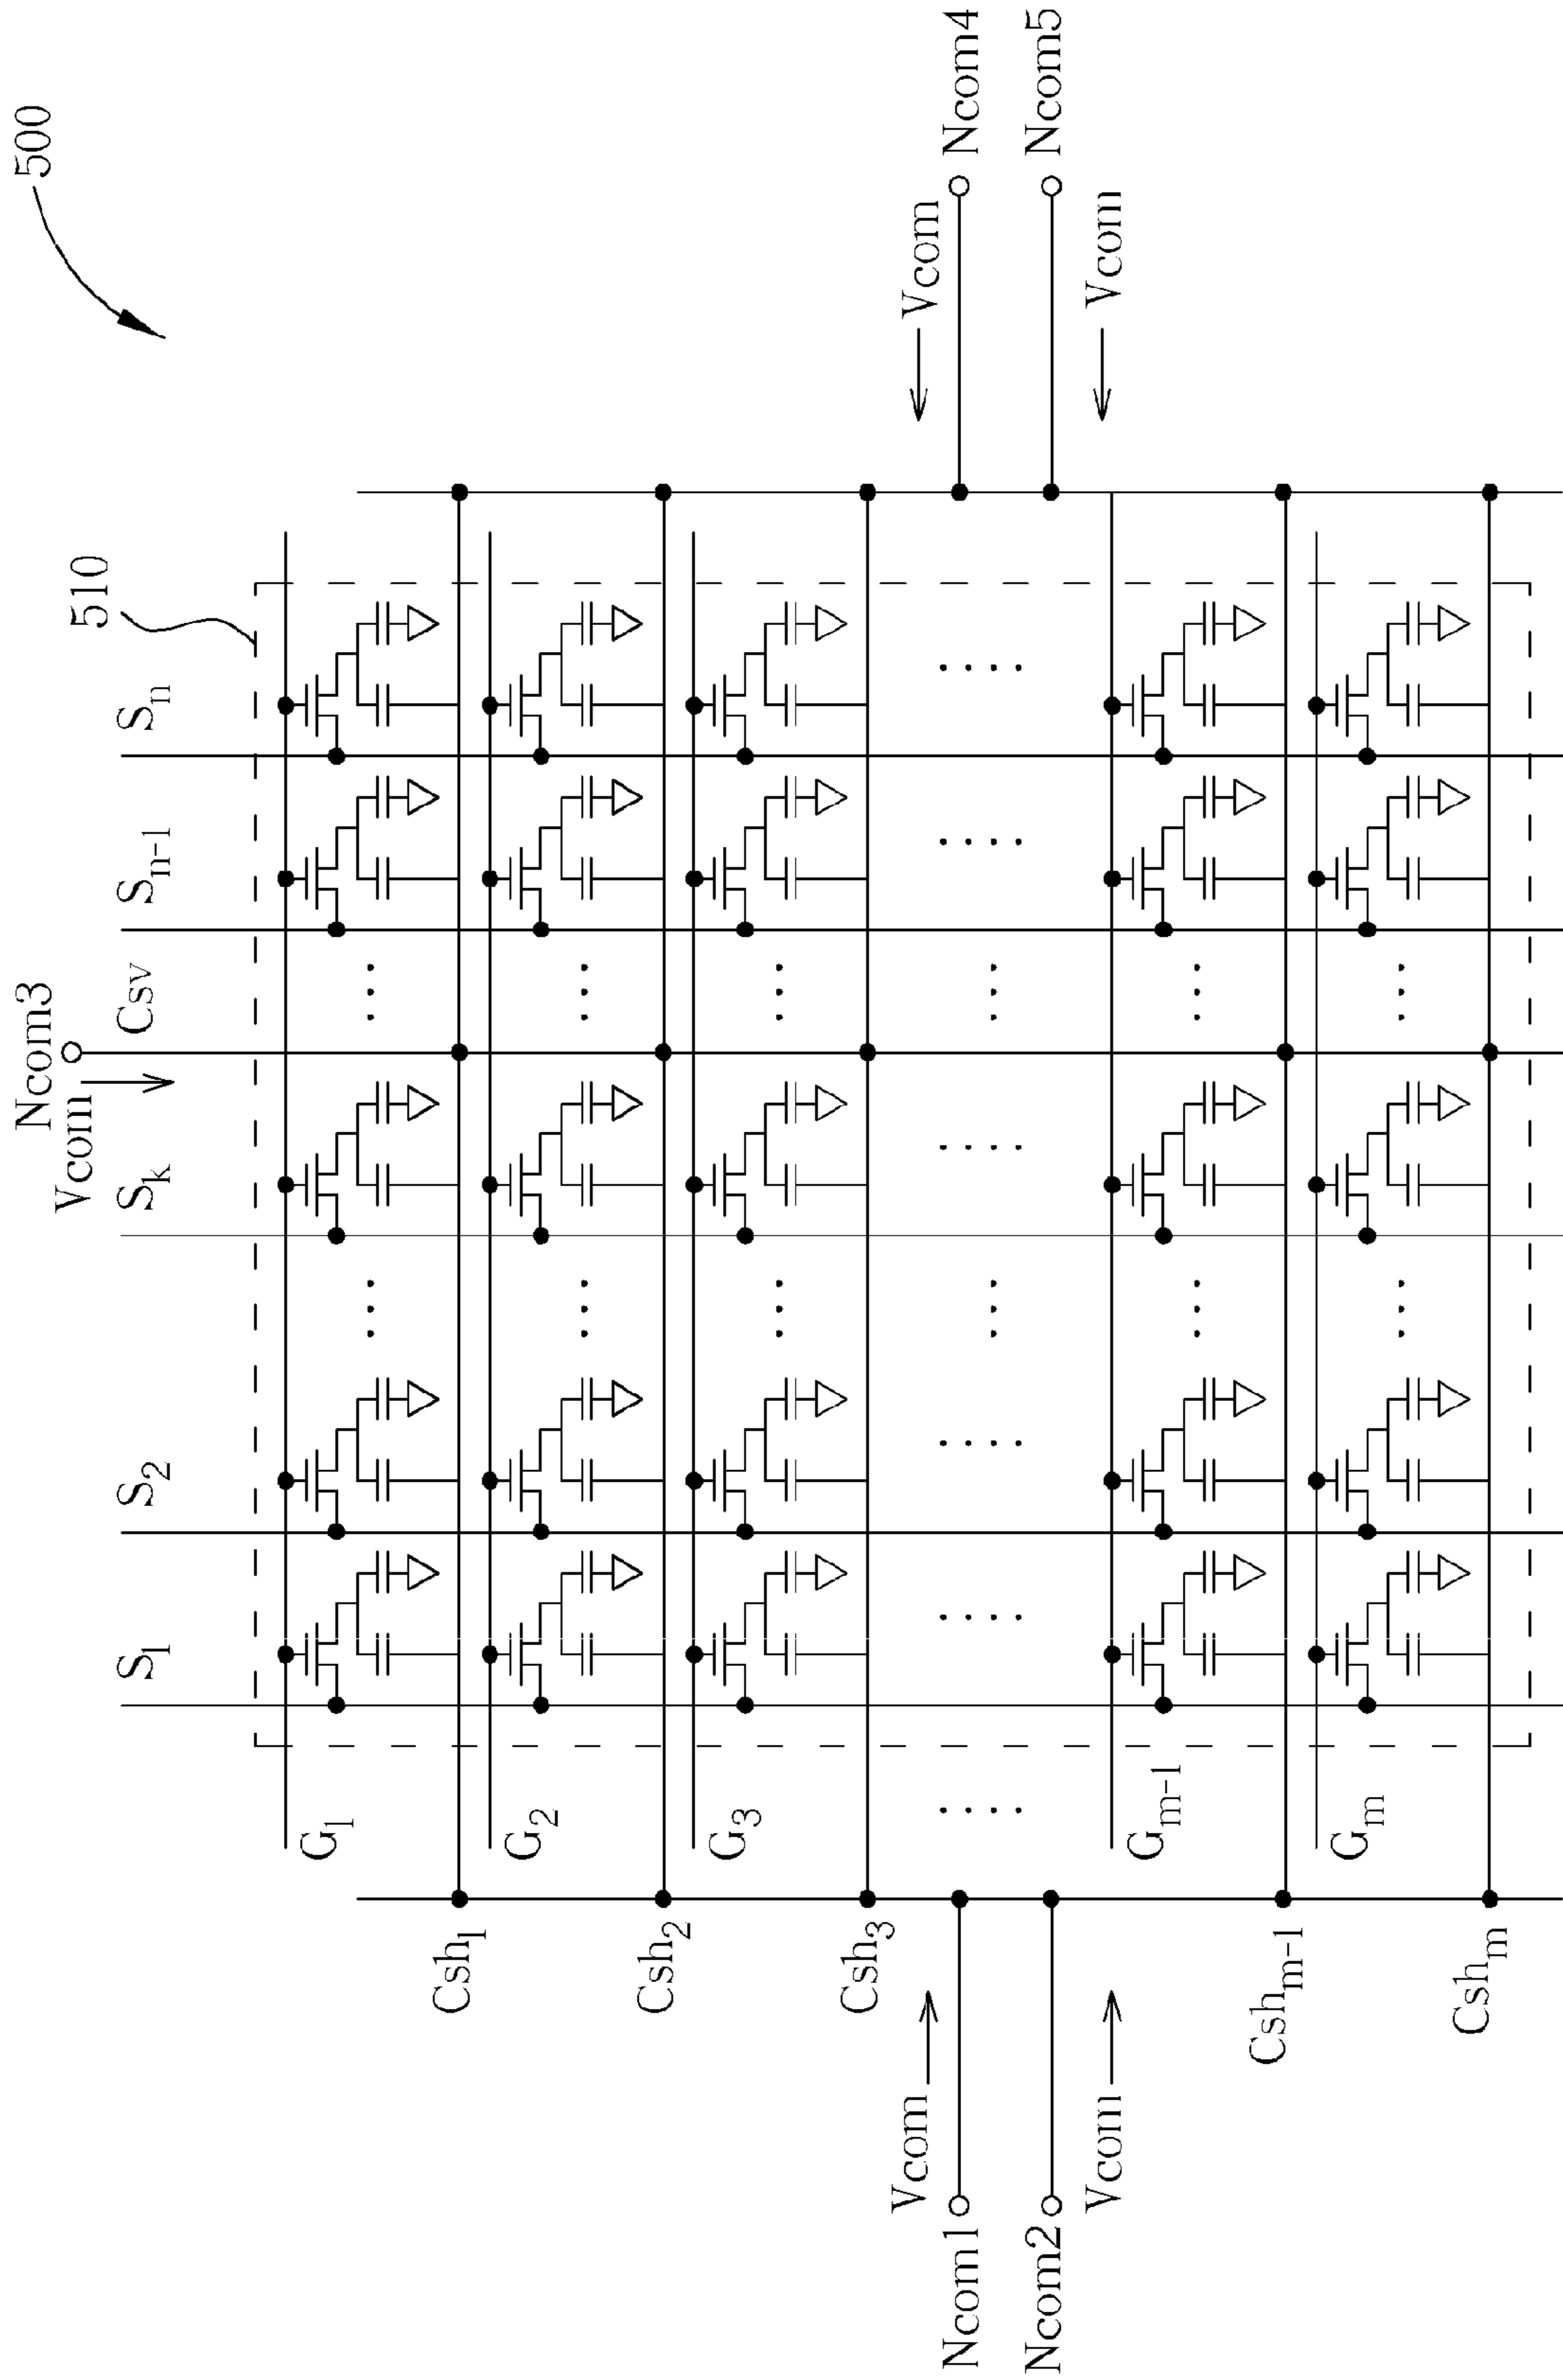 500
510
Ncom3
Vcom
S1
S2
Sk
Csv
Sn-1
Sn
G1
G2
G3
Gm-1
Gm
Csh1
Csh2
Csh3
Cshm-1
Cshm
Vcom
Ncom1
Ncom2
Vcom
Vcom
Ncom4
Ncom5
Vcom